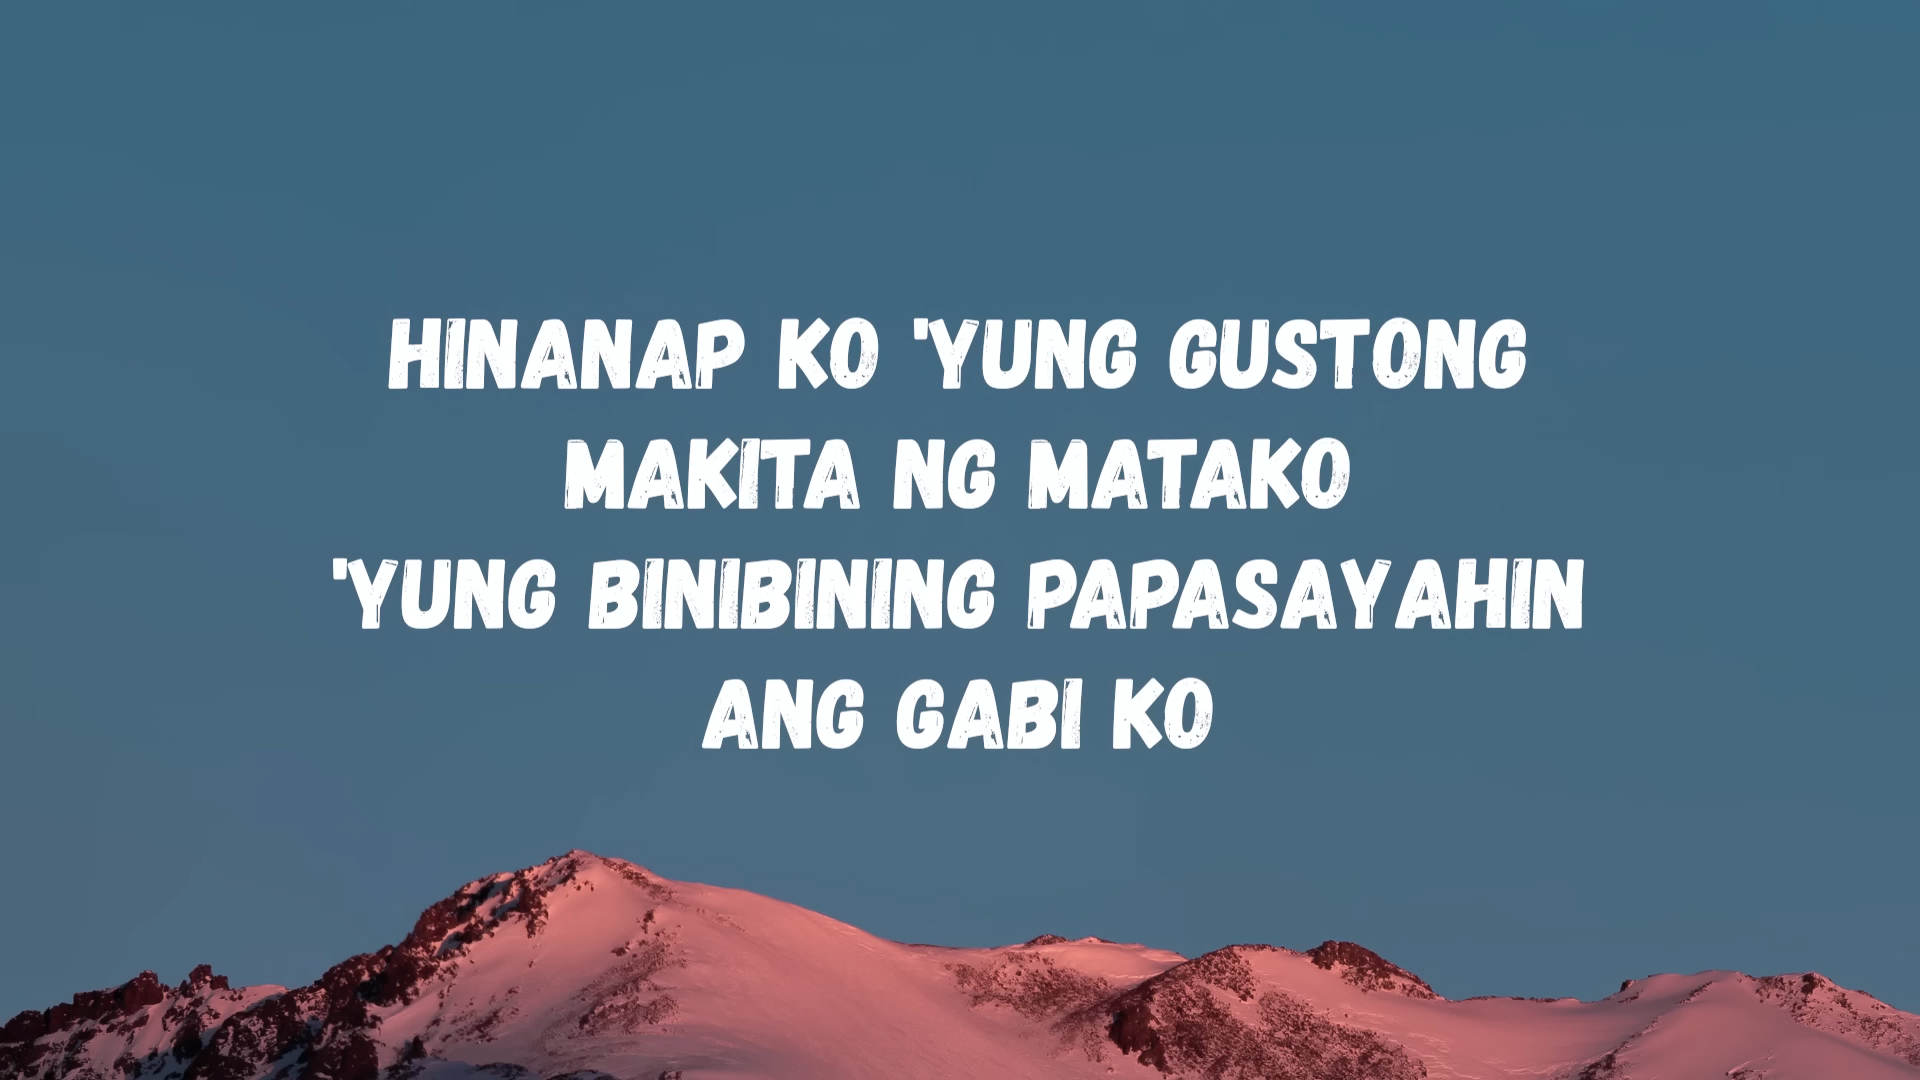 HINANAP KO 'YUNG GUSTONG
MAKITA NG MATAKO
'YUNG BINIBINING PAPASAYAHIN
ANG GABI KO